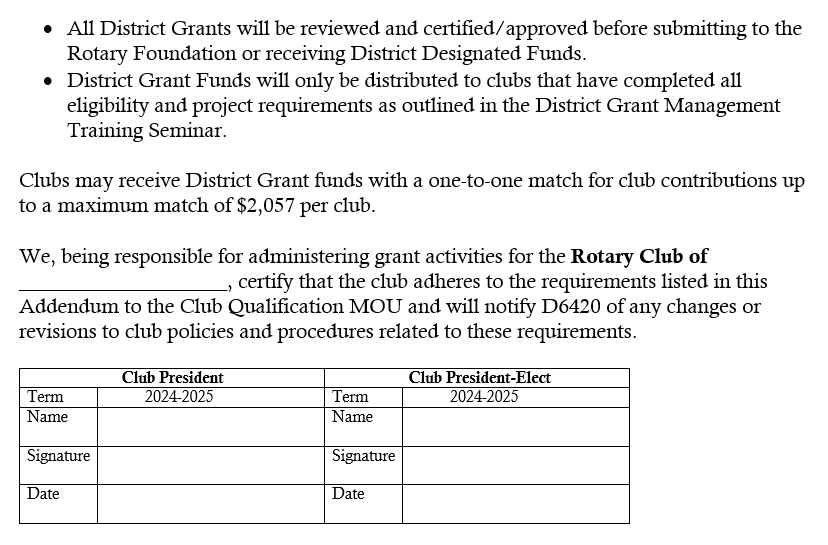 • All District Grants will be reviewed and certified/approved before submitting to the
Rotary Foundation or receiving District Designated Funds.
• District Grant Funds will only be distributed to clubs that have completed all
eligibility and project requirements as outlined in the District Grant Management
Training Seminar.
Clubs may receive District Grant funds with a one-to-one match for club contributions up
to a maximum match of $2,057 per club.
We, being responsible for administering grant activities for the Rotary Club of
____________________, certify that the club adheres to the requirements listed in this
Addendum to the Club Qualification MOU and will notify D6420 of any changes or
revisions to club policies and procedures related to these requirements.
Club President Club President-Elect
Term 2024-2025 Term 2024-2025
Name Name
Signature Signature
Date Date